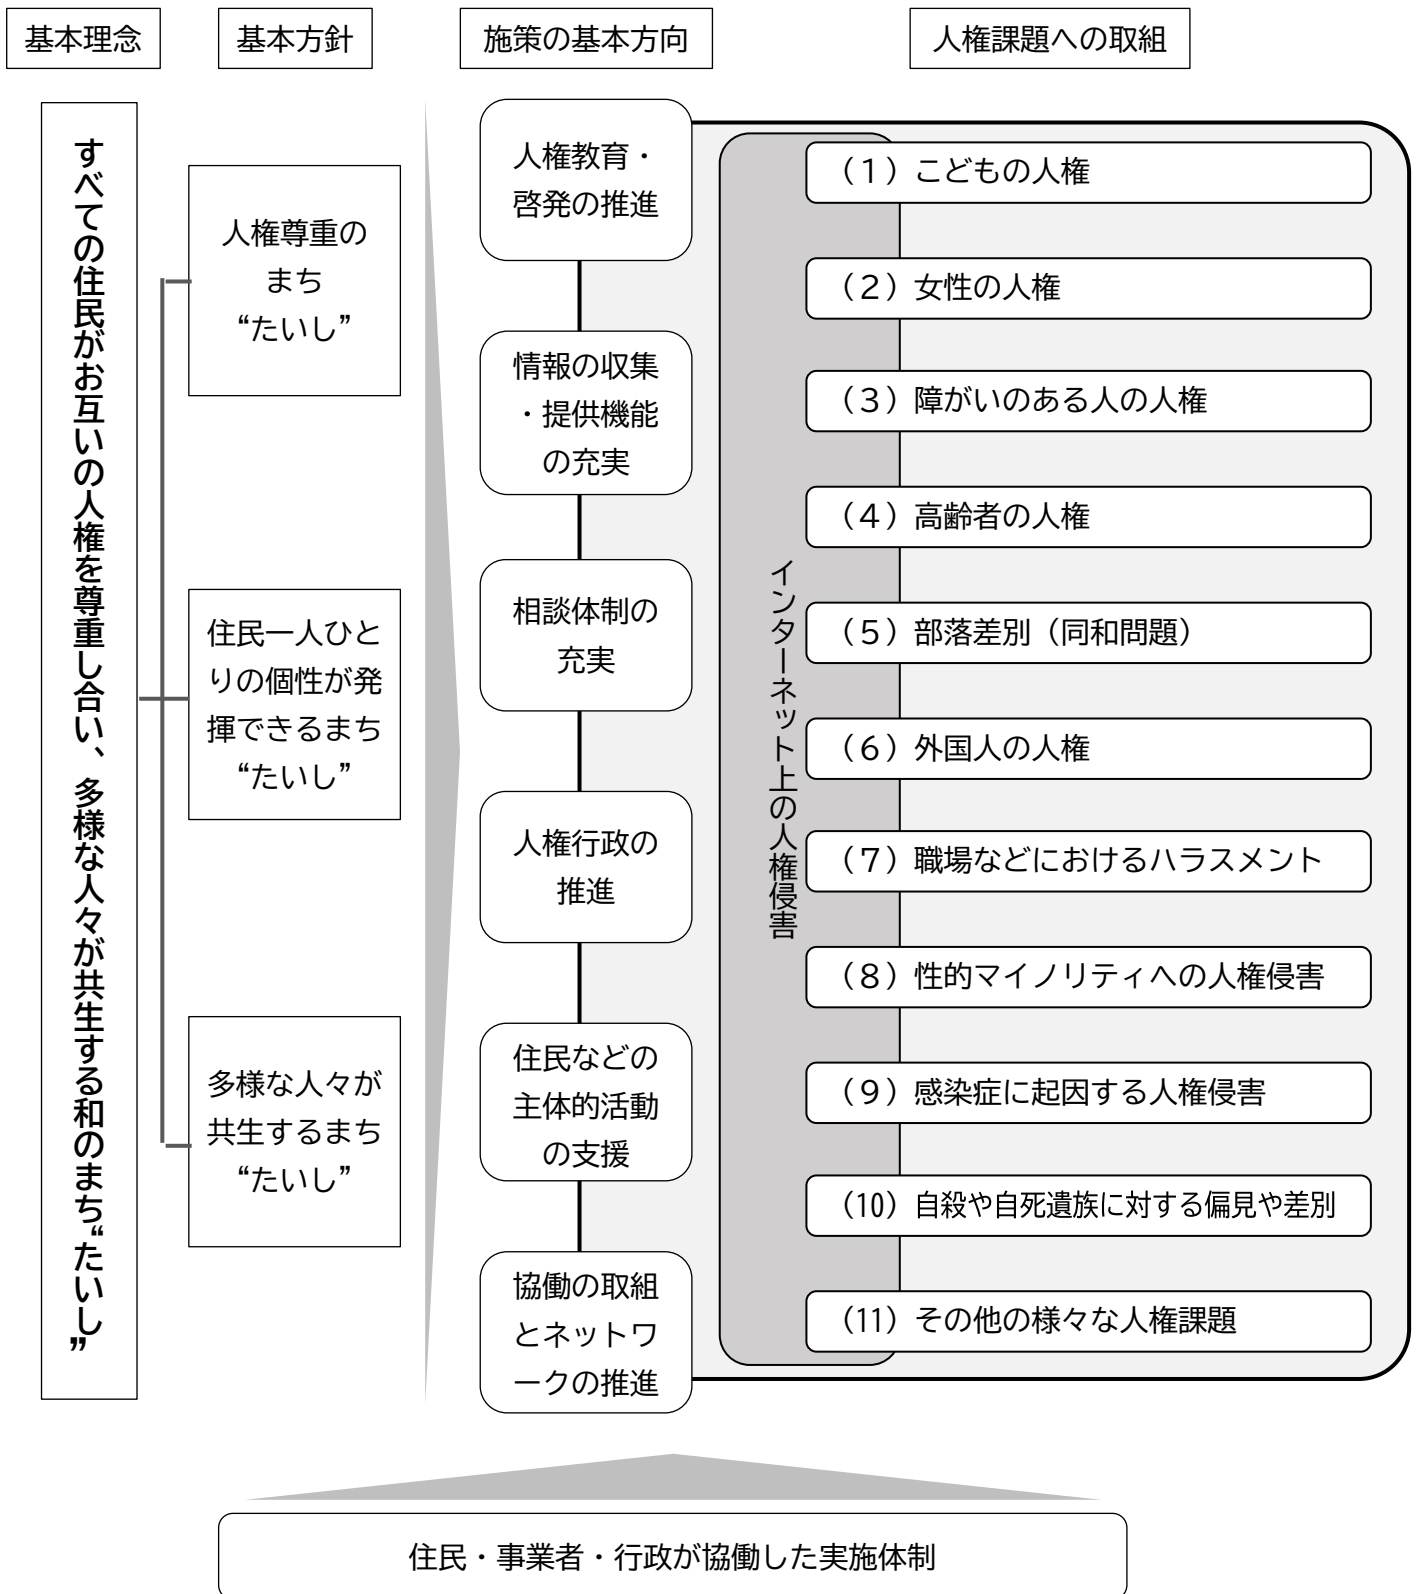 基本理念
基本方針
施策の基本方向
人権課題への取組
すべての住民がお互いの人権を尊重し合い、多様な人々が共生する和のまち“たいし”
人権尊重の
まち
“たいし”
住民一人ひと
りの個性が発
揮できるまち
“たいし”
多様な人々が
共生するまち
“たいし”
人権教育・
啓発の推進
情報の収集
・提供機能
の充実
相談体制の
充実
人権行政の
推進
住民などの
主体的活動
の支援
協働の取組
とネットワ
ークの推進
インターネット上の人権侵害
（１）こどもの人権
（２）女性の人権
（３）障がいのある人の人権
（４）高齢者の人権
（５）部落差別（同和問題）
（６）外国人の人権
（７）職場などにおけるハラスメント
（８）性的マイノリティへの人権侵害
（９）感染症に起因する人権侵害
（10）自殺や自死遺族に対する偏見や差別
（11）その他の様々な人権課題
住民・事業者・行政が協働した実施体制